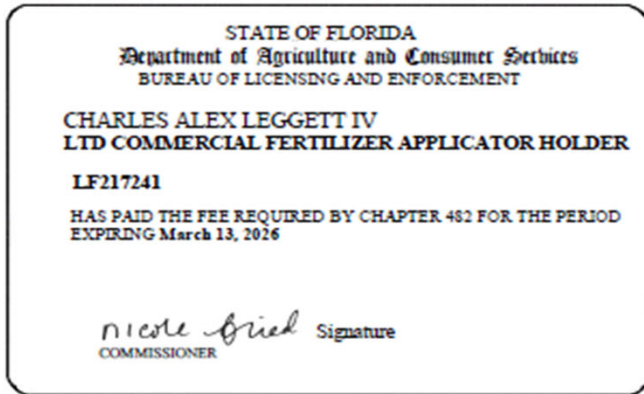 STATE OF FLORIDA
Department of Agriculture and Consumer Services
BUREAU OF LICENSING AND ENFORCEMENT
CHARLES ALEX LEGGETT IV
LTD COMMERCIAL FERTILIZER APPLICATOR HOLDER
LF217241
HAS PAID THE FEE REQUIRED BY CHAPTER 482 FOR THE PERIOD
EXPIRING March 13, 2026
nicole fried Signature
COMMISSIONER